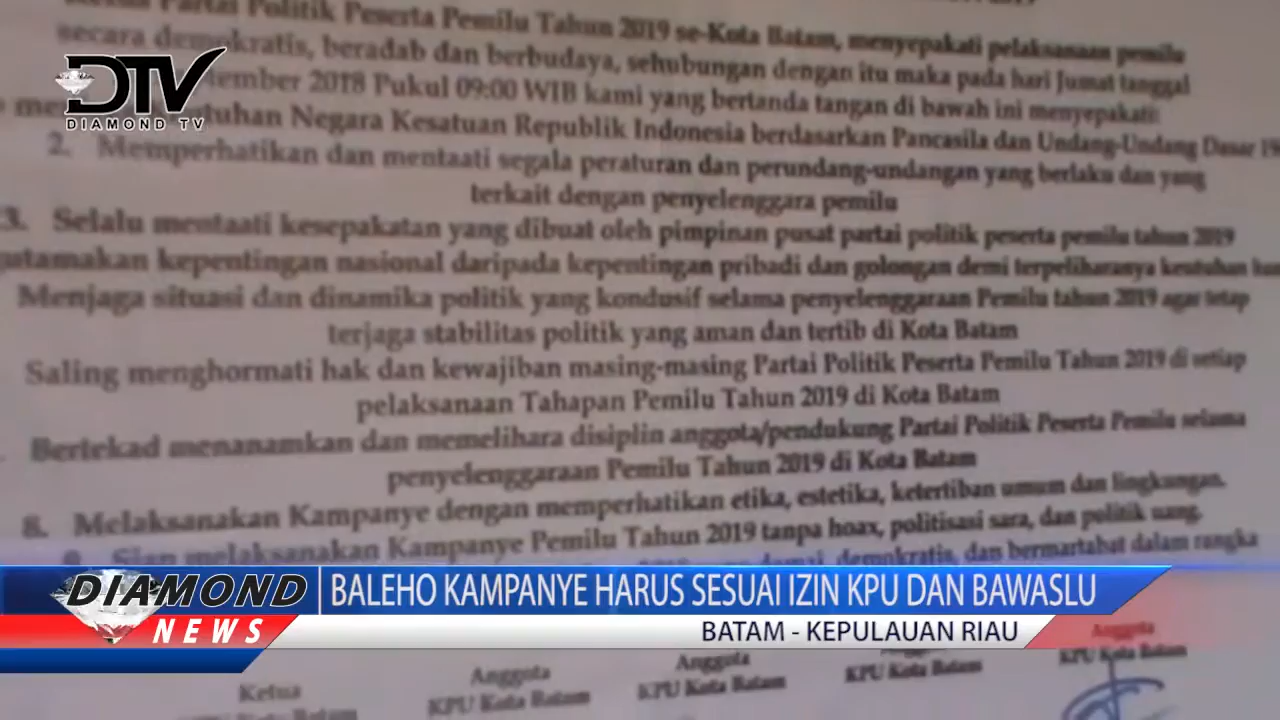 Partai Politik Peserta Pemilu Tahun 2019 se-Kota Batam, menyepakati pelaksanaan pemilu
secara demokratis, beradab dan berbudaya, sehubungan dengan itu maka pada hari Jumat tanggal
tember 2018 Pukul 09:00 WIB kami yang bertanda tangan di bawah ini menyepakati:
tuhan Negara Kesatuan Republik Indonesia berdasarkan Pancasila dan Undang-Undang Dasar 19
2. Memperhatikan dan mentaati segala peraturan dan perundang-undangan yang berlaku dan yang
terkait dengan penyelenggara pemilu
3. Selalu mentaati kesepakatan yang dibuat oleh pimpinan pusat partai politik peserta pemilu tahun 2019
utamakan kepentingan nasional daripada kepentingan pribadi dan golongan demi terpeliharanya keutuhan
Menjaga situasi dan dinamika politik yang kondusif selama penyelenggaraan Pemilu tahun 2019 agar tetap
terjaga stabilitas politik yang aman dan tertib di Kota Batam
Saling menghormati hak dan kewajiban masing-masing Partai Politik Peserta Pemilu Tahun 2019 di setiap
pelaksanaan Tahapan Pemilu Tahun 2019 di Kota Batam
Bertekad menanamkan dan memelihara disiplin anggota/pendukung Partai Politik Peserta Pemilu selama
penyelenggaraan Pemilu Tahun 2019 di Kota Batam
8. Melaksanakan Kampanye dengan memperhatikan etika, estetika, ketertiban umum dan lingkungan.
9. Siap melaksanakan Kampanye Pemilu Tahun 2019 tanpa hoax, politisasi sara, dan politik uang.
damai, demokratis, dan bermartabat dalam rangka
DTV
DIAMOND TV
DIAMOND NEWS
BALEHO KAMPANYE HARUS SESUAI IZIN KPU DAN BAWASLU
BATAM - KEPULAUAN RIAU
Ketua
KPU Kota Batam
Anggota
KPU Kota Batam
Anggota
KPU Kota Batam
Anggota
KPU Kota Batam
Anggota
KPU Kota Batam